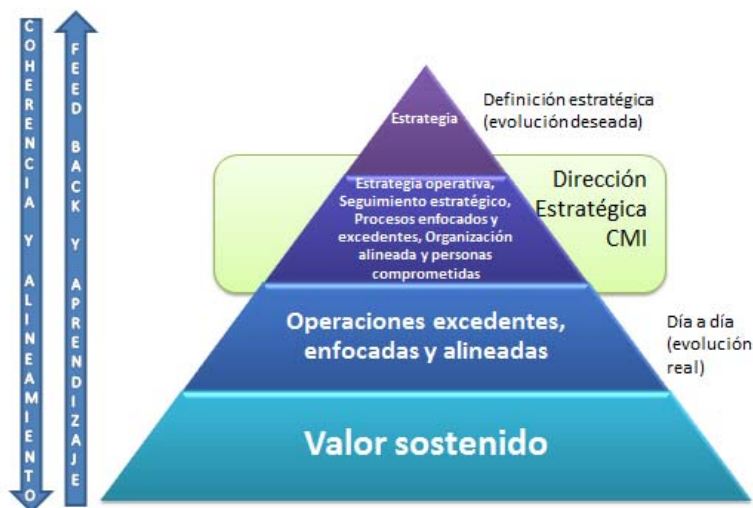 COHERENCIA Y ALINEAMIENTO
FEED BACK Y APRENDIZAJE
Estrategia
Definición estratégica
(evolución deseada)
Estrategia operativa,
Seguimiento estratégico,
Procesos enfocados y
excedentes, Organización
alineada y personas
comprometidas
Dirección
Estratégica
CMI
Operaciones excedentes,
enfocadas y alineadas
Día a día
(evolución
real)
Valor sostenido